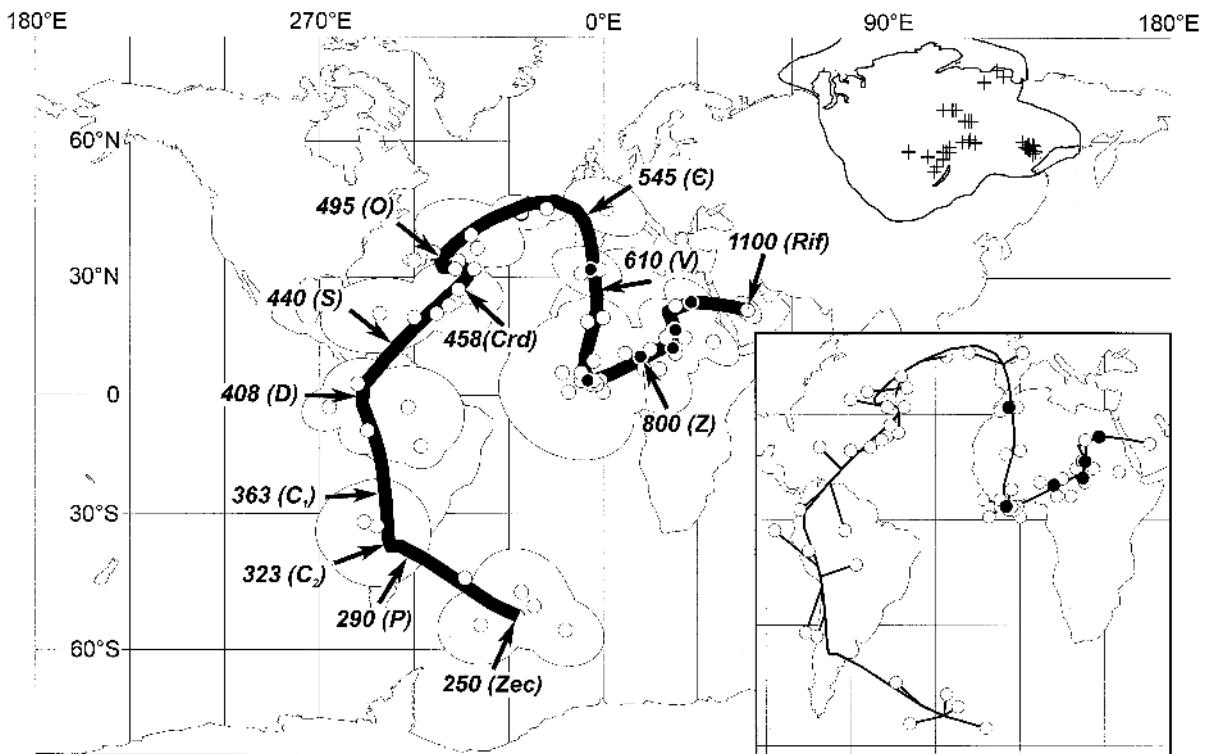 180°E 270°E 0°E 90°E 180°E
60°N
545 (Є)
495 (O)
1100 (Rif)
610 (V)
30°N
440 (S)
458(Crd)
0
408 (D)
800 (Z)
363 (C₁)
30°S
323 (C₂)
290 (P)
60°S
250 (Zec)